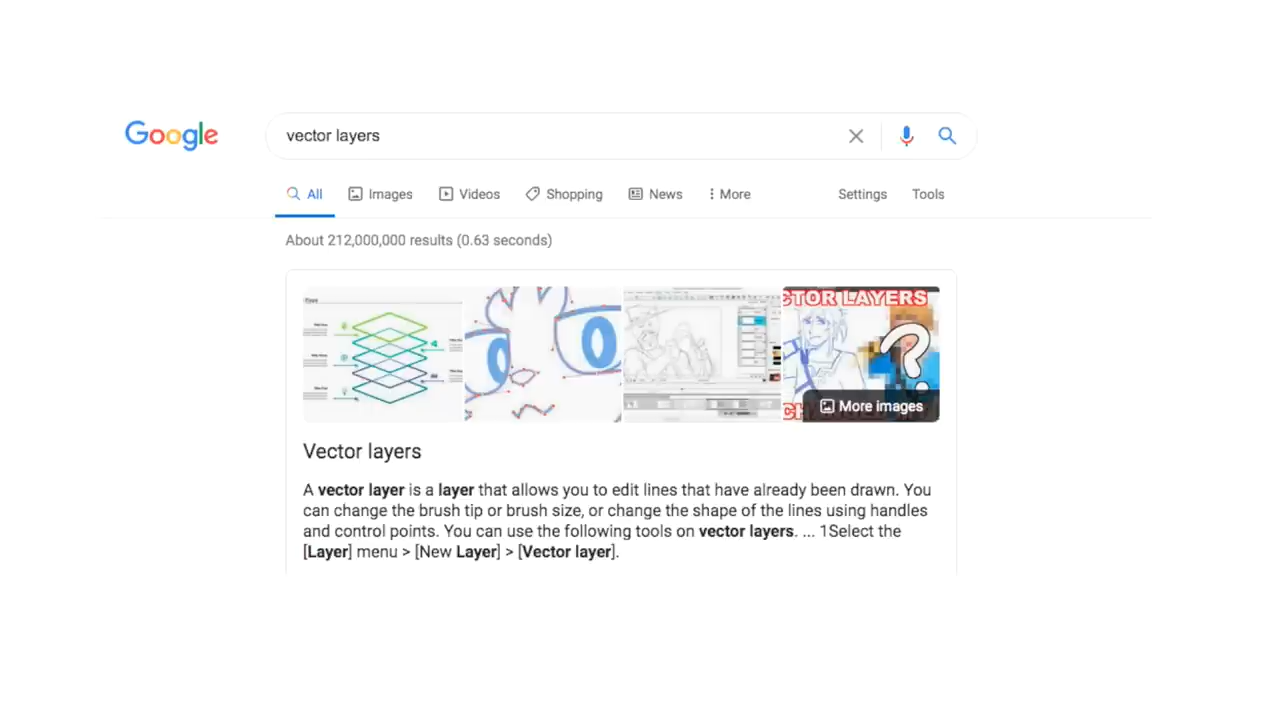 Google
vector layers
All Images Videos Shopping News More Settings Tools
About 212,000,000 results (0.63 seconds)
CTOR LAYERS
More images
Vector layers
A vector layer is a layer that allows you to edit lines that have already been drawn. You
can change the brush tip or brush size, or change the shape of the lines using handles
and control points. You can use the following tools on vector layers. ... 1Select the
[Layer] menu > [New Layer] > [Vector layer].